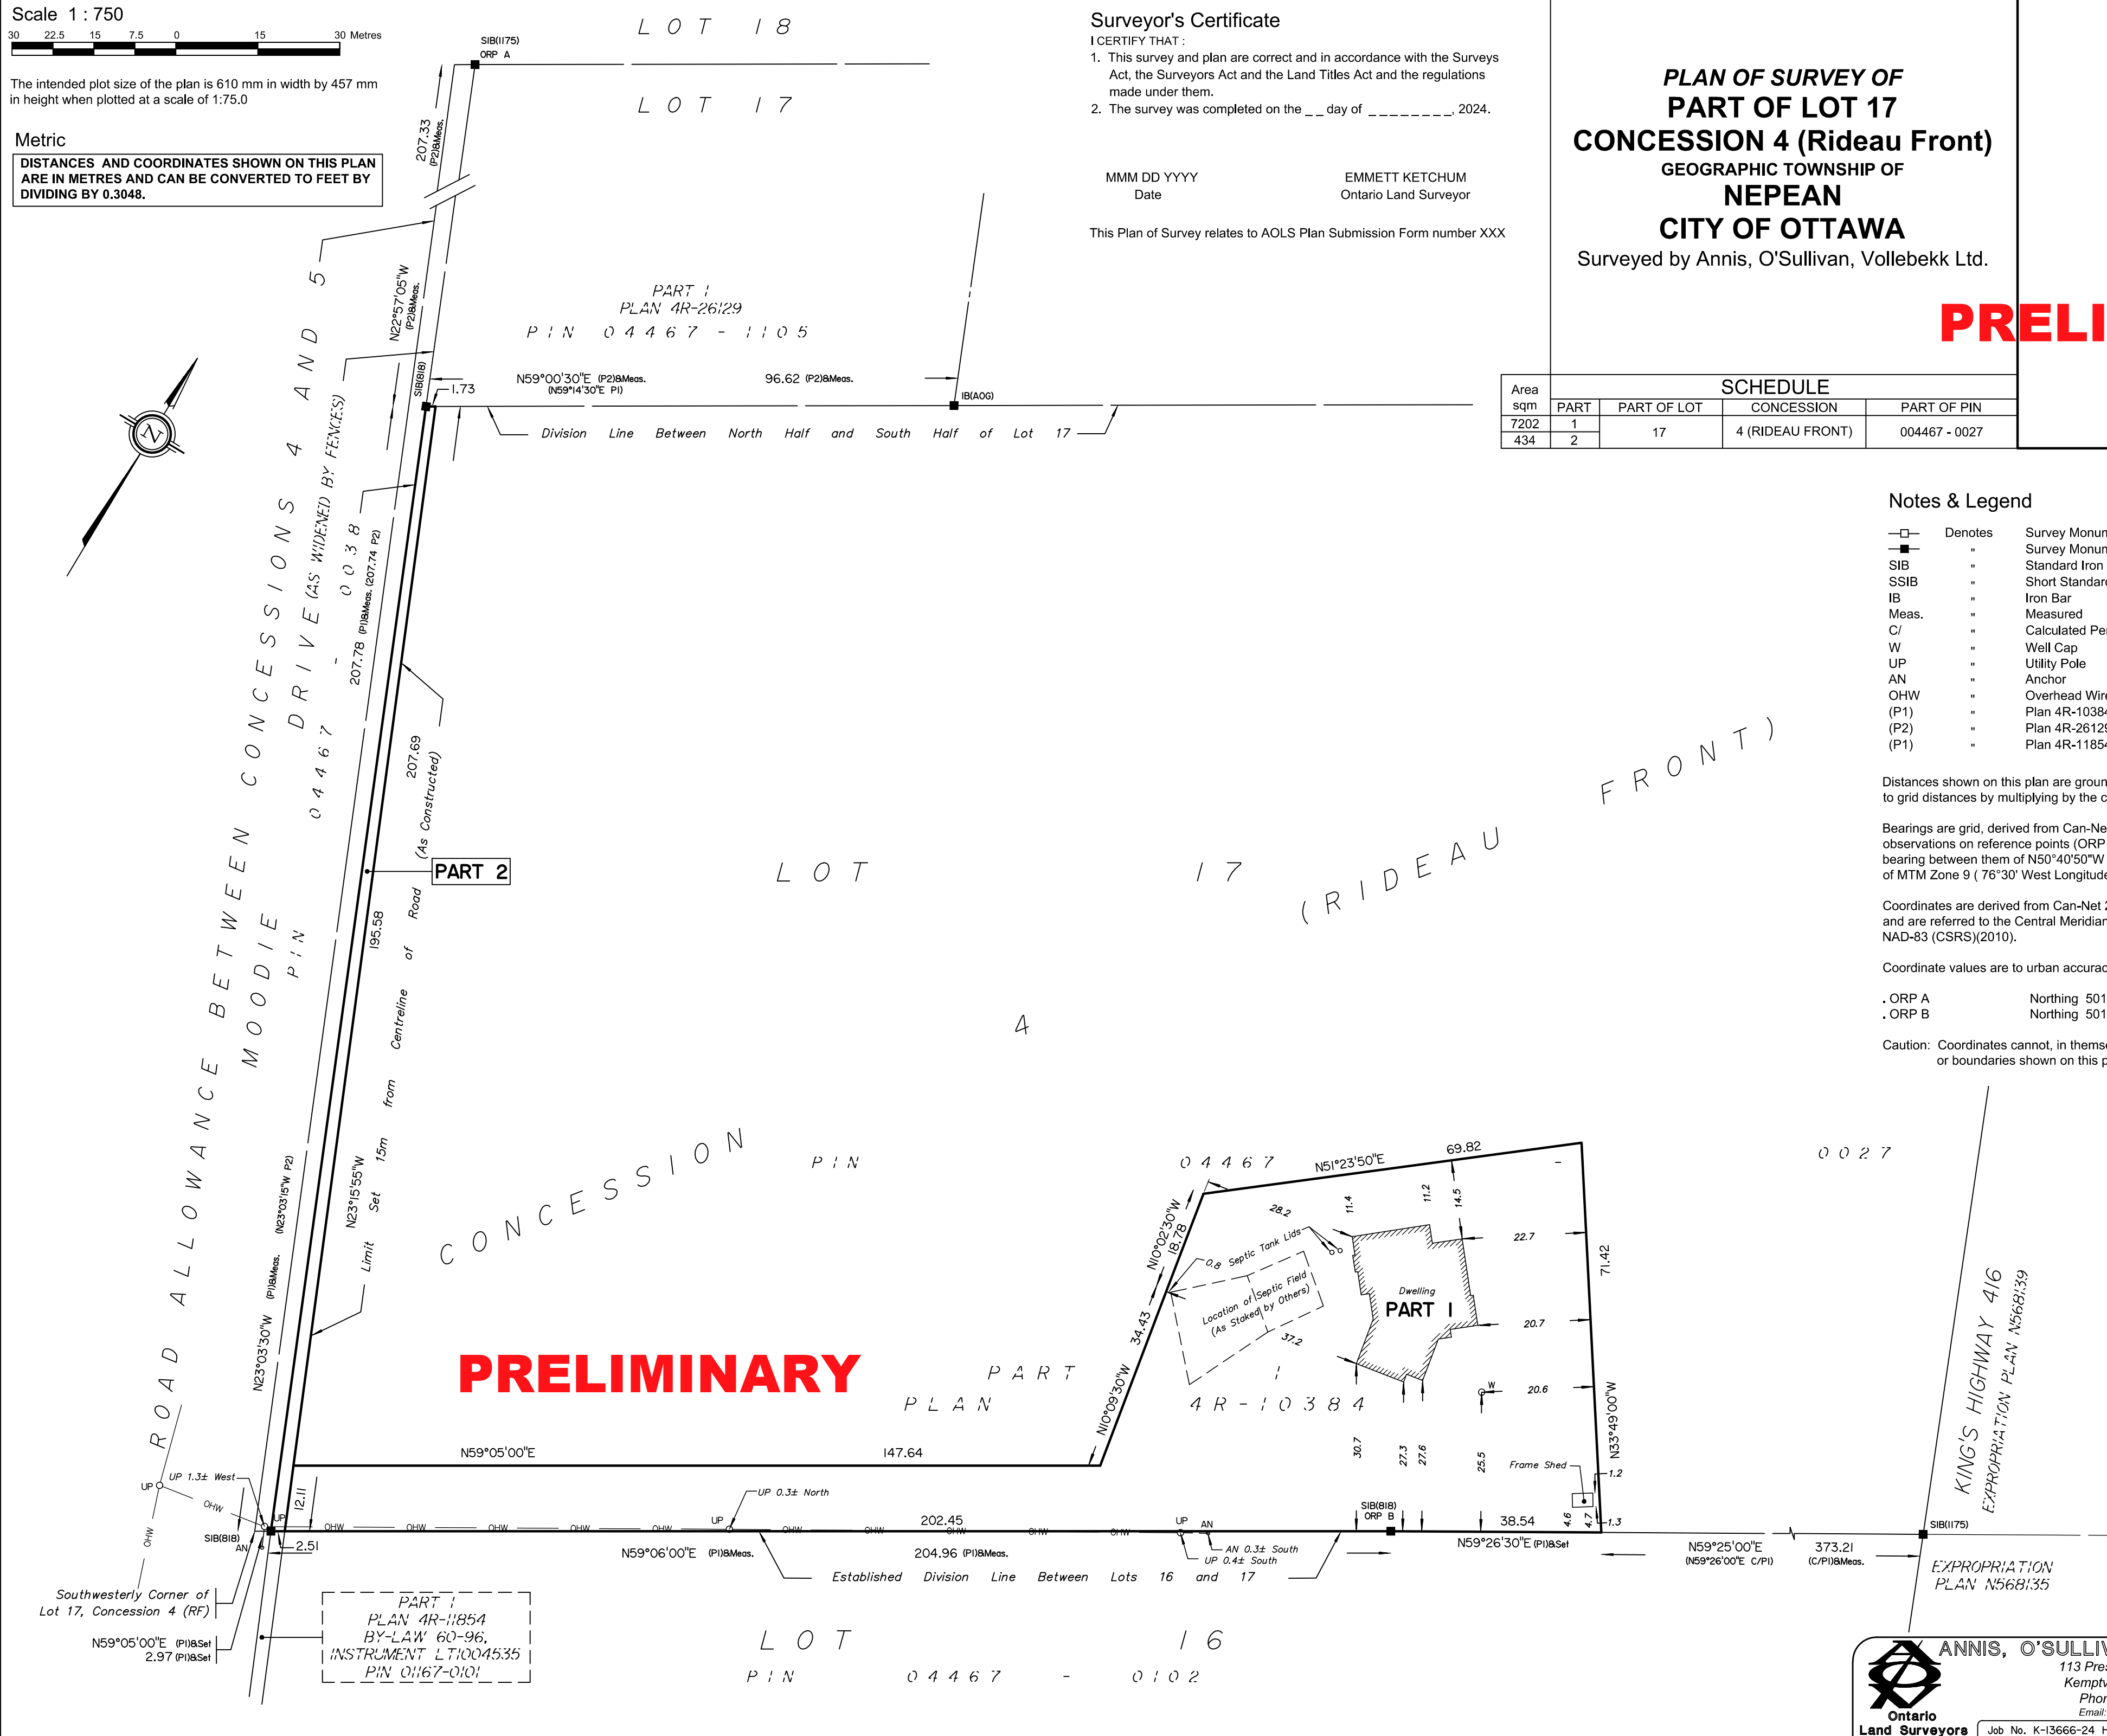 Scale 1 : 750
30 22.5 15 7.5 0 15 30 Metres
The intended plot size of the plan is 610 mm in width by 457 mm
in height when plotted at a scale of 1:75.0
Metric
DISTANCES AND COORDINATES SHOWN ON THIS PLAN
ARE IN METRES AND CAN BE CONVERTED TO FEET BY
DIVIDING BY 0.3048.
Surveyor's Certificate
I CERTIFY THAT :
1. This survey and plan are correct and in accordance with the Surveys
Act, the Surveyors Act and the Land Titles Act and the regulations
made under them.
2. The survey was completed on the __ day of ________, 2024.
MMM DD YYYY
Date
EMMETT KETCHUM
Ontario Land Surveyor
This Plan of Survey relates to AOLS Plan Submission Form number XXX
PLAN OF SURVEY OF
PART OF LOT 17
CONCESSION 4 (Rideau Front)
GEOGRAPHIC TOWNSHIP OF
NEPEAN
CITY OF OTTAWA
Surveyed by Annis, O'Sullivan, Vollebekk Ltd.
PRELI
SCHEDULE
Area sqm PART PART OF LOT CONCESSION PART OF PIN
7202 1 17 4 (RIDEAU FRONT) 004467 - 0027
434 2
Notes & Legend
Denotes Survey Monun
" Survey Monun
SIB " Standard Iron
SSIB " Short Standard
IB " Iron Bar
Meas. " Measured
C/ " Calculated Per
W " Well Cap
UP " Utility Pole
AN " Anchor
OHW " Overhead Wire
(P1) " Plan 4R-10384
(P2) " Plan 4R-26129
(P1) " Plan 4R-11854
Distances shown on this plan are groun
to grid distances by multiplying by the c
Bearings are grid, derived from Can-Ne
observations on reference points (ORP
bearing between them of N50°40'50"W
of MTM Zone 9 ( 76°30' West Longitude
Coordinates are derived from Can-Net 2
and are referred to the Central Meridian
NAD-83 (CSRS)(2010).
Coordinate values are to urban accurac
. ORP A Northing 501
. ORP B Northing 501
Caution: Coordinates cannot, in themse
or boundaries shown on this p
LOT 18
SIB(1175)
ORP A
LOT 17
207.33
(P2)&Meas.
N22°57'05"W
(P2)&Meas.
PART 1
PLAN 4R-26129
PIN 04467 - 1105
SIB(818)
1.73
N59°00'30"E (P2)&Meas.
(N59°14'30"E P1)
96.62 (P2)&Meas.
IB(AOG)
Division Line Between North Half and South Half of Lot 17
N
ROAD ALLOWANCE BETWEEN CONCESSIONS 4 AND 5
MOODIE DRIVE (AS WIDENED BY FENCES)
PIN 04467 - 0038
207.78 (P1)&Meas. (207.74 P2)
207.69
Limit Set 15m from Centreline of Road (As Constructed)
PART 2
195.58
N23°15'55"W
N23°03'30"W (P1)&Meas. (N23°03'15"W P2)
LOT 17
CONCESSION 4 (RIDEAU FRONT)
PIN 04467 - 0027
N51°23'50"E
69.82
N10°02'30"W
18.78
28.2
11.4
11.2
14.5
22.7
71.42
0.8 Septic Tank Lids
Location of Septic Field
(As Staked by Others)
37.2
Dwelling
PART 1
20.7
34.43
N10°09'30"W
W
20.6
N33°49'00"W
PRELIMINARY
PART 1
PLAN 4R-10384
30.7
27.3
27.6
25.5
Frame Shed
1.2
4.6
4.7
1.3
N59°05'00"E
147.64
12.11
UP 1.3± West
UP
OHW
OHW
UP
SIB(818)
AN
2.51
OHW OHW OHW OHW OHW OHW OHW OHW OHW OHW
UP 0.3± North
UP
202.45
N59°06'00"E (P1)&Meas.
204.96 (P1)&Meas.
UP
AN
AN 0.3± South
UP 0.4± South
SIB(818)
ORP B
38.54
N59°26'30"E (P1)&Set
N59°25'00"E
(N59°26'00"E C/P1)
373.21
(C/P1)&Meas.
SIB(1175)
Established Division Line Between Lots 16 and 17
KING'S HIGHWAY 416
EXPROPRIATION PLAN N568139
EXPROPRIATION
PLAN N568135
Southwesterly Corner of
Lot 17, Concession 4 (RF)
N59°05'00"E (P1)&Set
2.97 (P1)&Set
PART 1
PLAN 4R-11854
BY-LAW 60-96,
INSTRUMENT LT1004535
PIN 01167-0101
LOT 16
PIN 04467 - 0102
ANNIS, O'SULLIV
113 Pres
Kemptv
Phon
Email:
Ontario
Land Surveyors
Job No. K-13666-24 H